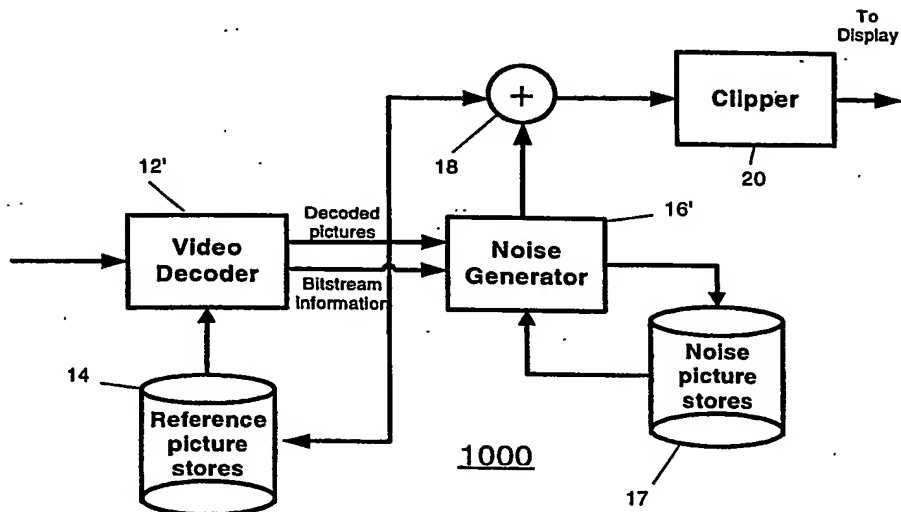 To
Display
+
Clipper
18
20
12'
16'
Decoded
pictures
Video
Decoder
Noise
Generator
Bitstream
Information
14
Noise
picture
stores
Reference
picture
stores
1000
17